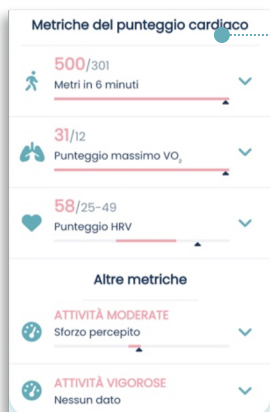 Metriche del punteggio cardiaco
500/301
Metri in 6 minuti
31/12
Punteggio massimo VO₂
58/25-49
Punteggio HRV
Altre metriche
ATTIVITÀ MODERATE
Sforzo percepito
ATTIVITÀ VIGOROSE
Nessun dato